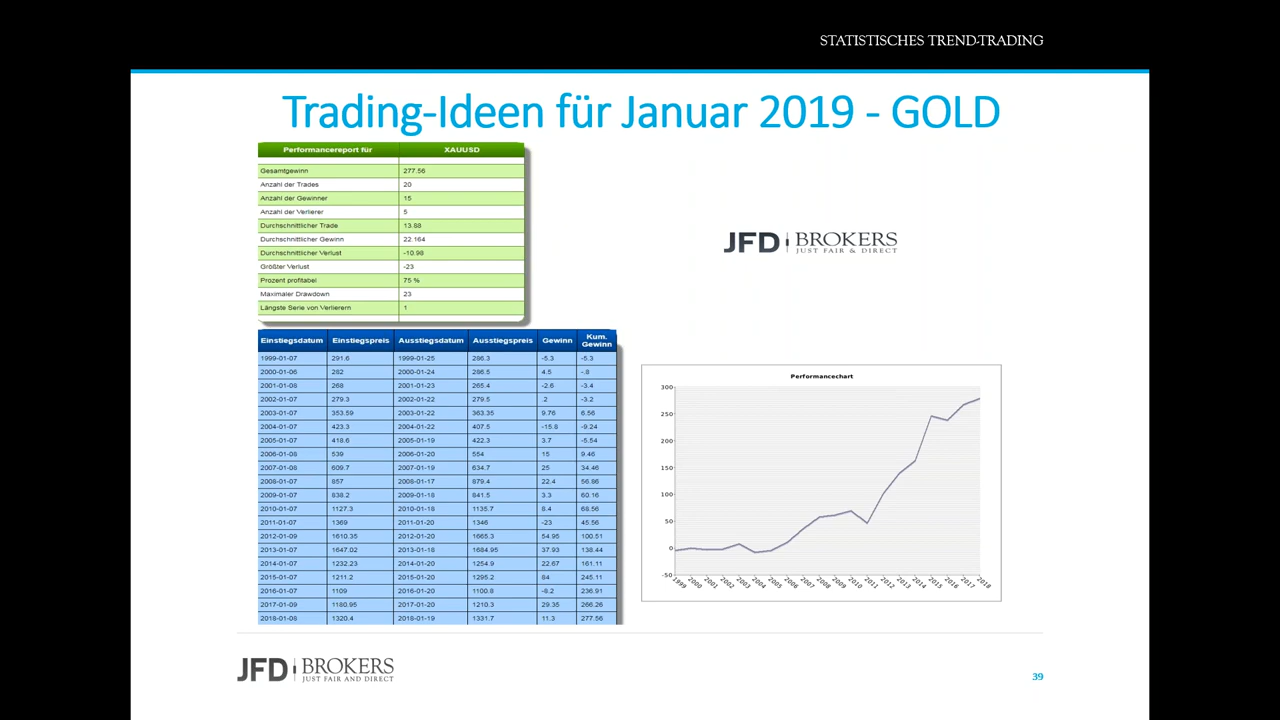 STATISTISCHES TREND-TRADING
Trading-Ideen für Januar 2019 - GOLD
Performancereport für XAUUSD
Gesamtgewinn 277.56
Anzahl der Trades 20
Anzahl der Gewinner 15
Anzahl der Verlierer 5
Durchschnittlicher Trade 13.88
Durchschnittlicher Gewinn 22.164
Durchschnittlicher Verlust -10.98
Größter Verlust -23
Prozent profitabel 75 %
Maximaler Drawdown 23
Längste Serie von Verlierern 1
JFD BROKERS
JUST FAIR & DIRECT
Einstiegsdatum Einstiegspreis Ausstiegsdatum Ausstiegspreis Gewinn Kum. Gewinn
1999-01-07 291.6 1999-01-25 286.3 -5.3 -5.3
2000-01-06 282 2000-01-24 286.5 4.5 -.8
2001-01-08 268 2001-01-23 265.4 -2.6 -3.4
2002-01-07 279.3 2002-01-22 279.5 .2 -3.2
2003-01-07 353.59 2003-01-22 363.35 9.76 6.56
2004-01-07 423.3 2004-01-22 407.5 -15.8 -9.24
2005-01-07 418.6 2005-01-19 422.3 3.7 -5.54
2006-01-08 539 2006-01-20 554 15 9.46
2007-01-08 609.7 2007-01-19 634.7 25 34.46
2008-01-07 857 2008-01-17 879.4 22.4 56.86
2009-01-07 838.2 2009-01-18 841.5 3.3 60.16
2010-01-07 1127.3 2010-01-18 1135.7 8.4 68.56
2011-01-07 1369 2011-01-20 1346 -23 45.56
2012-01-09 1610.35 2012-01-20 1665.3 54.95 100.51
2013-01-07 1647.02 2013-01-18 1684.95 37.93 138.44
2014-01-07 1232.23 2014-01-20 1254.9 22.67 161.11
2015-01-07 1211.2 2015-01-20 1295.2 84 245.11
2016-01-07 1109 2016-01-20 1100.8 -8.2 236.91
2017-01-09 1180.95 2017-01-20 1210.3 29.35 266.26
2018-01-08 1320.4 2018-01-19 1331.7 11.3 277.56
Performancechart
300
250
200
150
100
50
0
-50
1999 2000 2001 2002 2003 2004 2005 2006 2007 2008 2009 2010 2011 2012 2013 2014 2015 2016 2017 2018
JFD BROKERS
JUST FAIR AND DIRECT
39